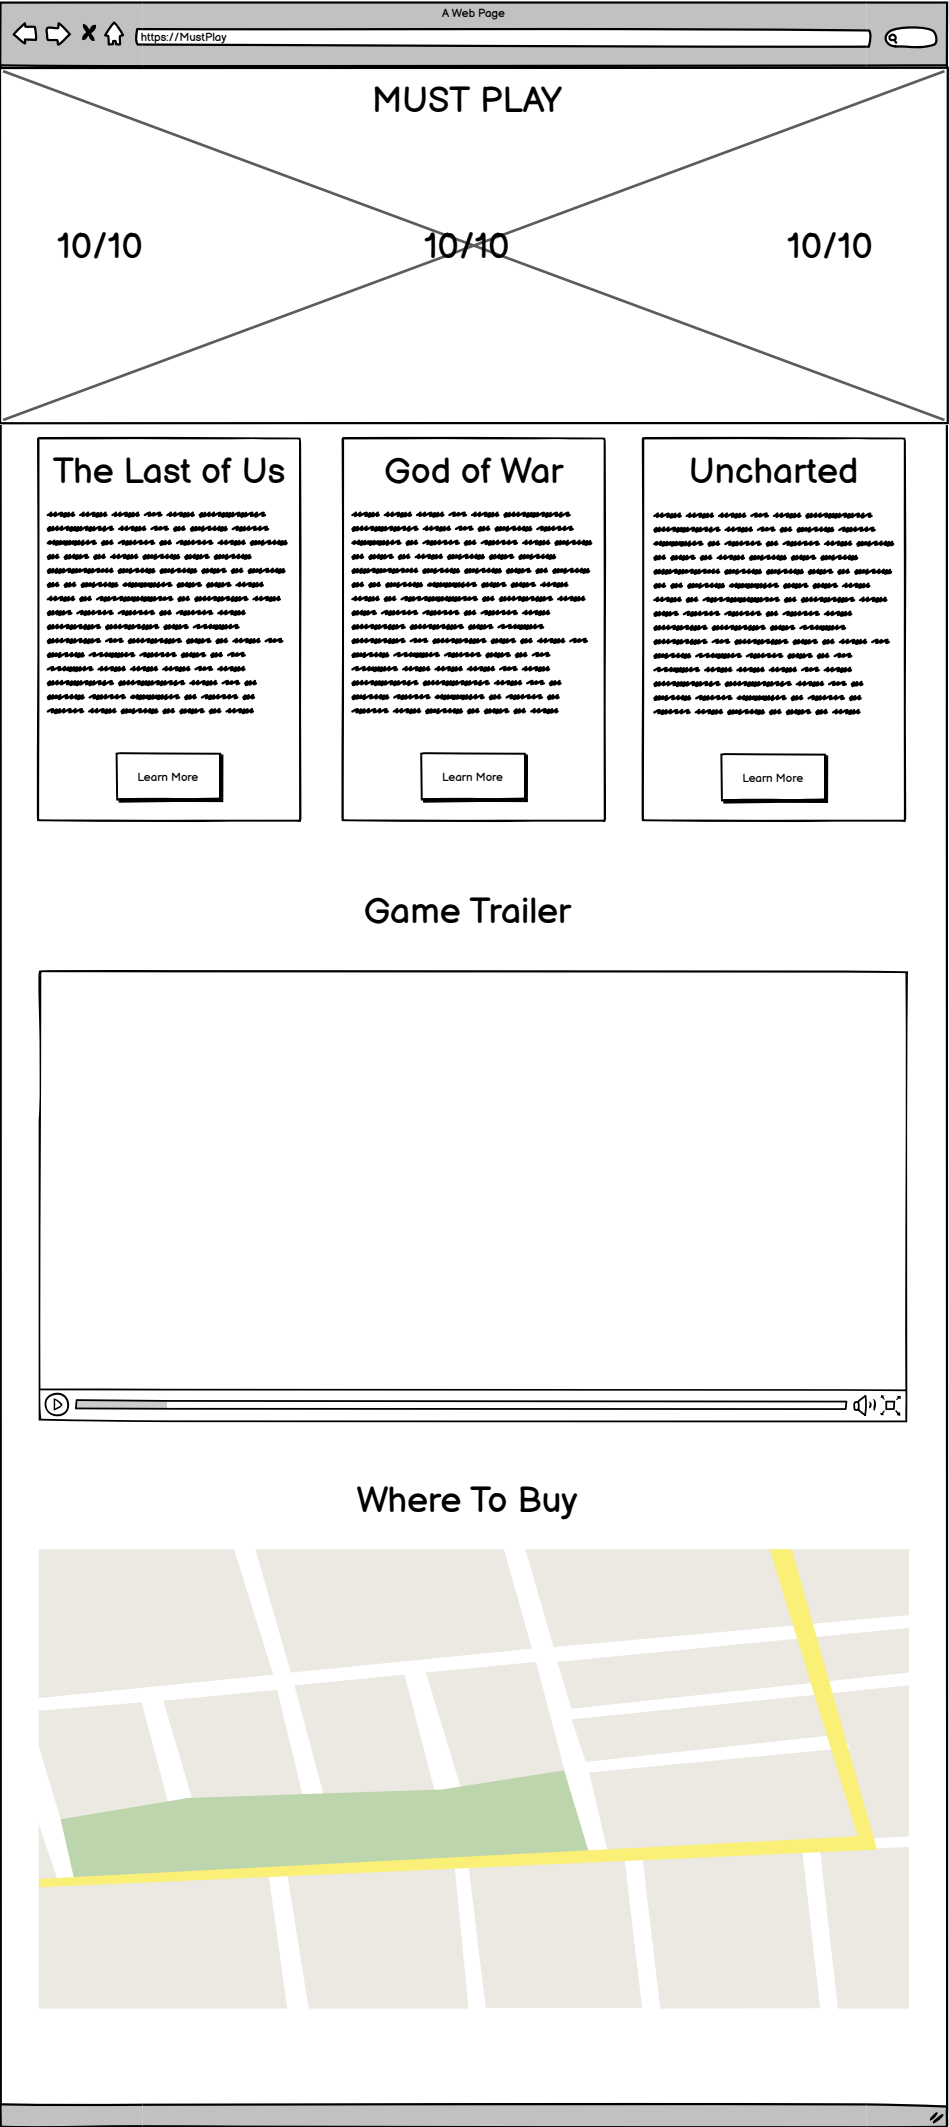 A Web Page
https://MustPlay
MUST PLAY
10/10 10/10 10/10
The Last of Us
Learn More
God of War
Learn More
Uncharted
Learn More
Game Trailer
Where To Buy